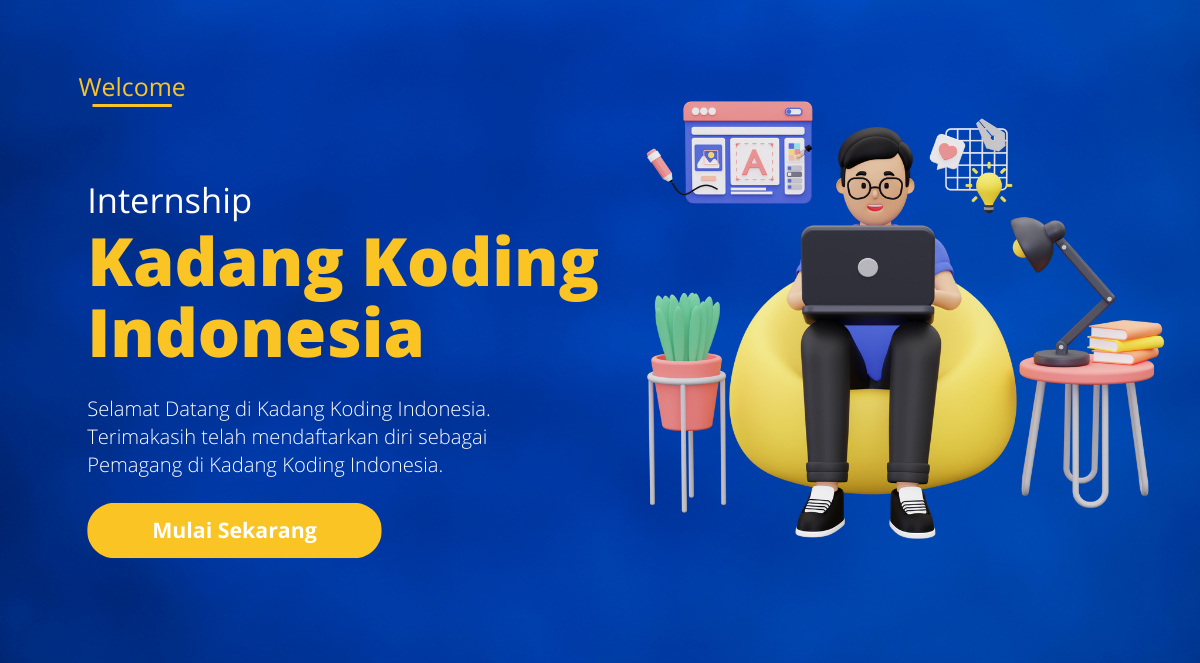 Welcome
Internship
Kadang Koding
Indonesia
Selamat Datang di Kadang Koding Indonesia.
Terimakasih telah mendaftarkan diri sebagai
Pemagang di Kadang Koding Indonesia.
Mulai Sekarang
A